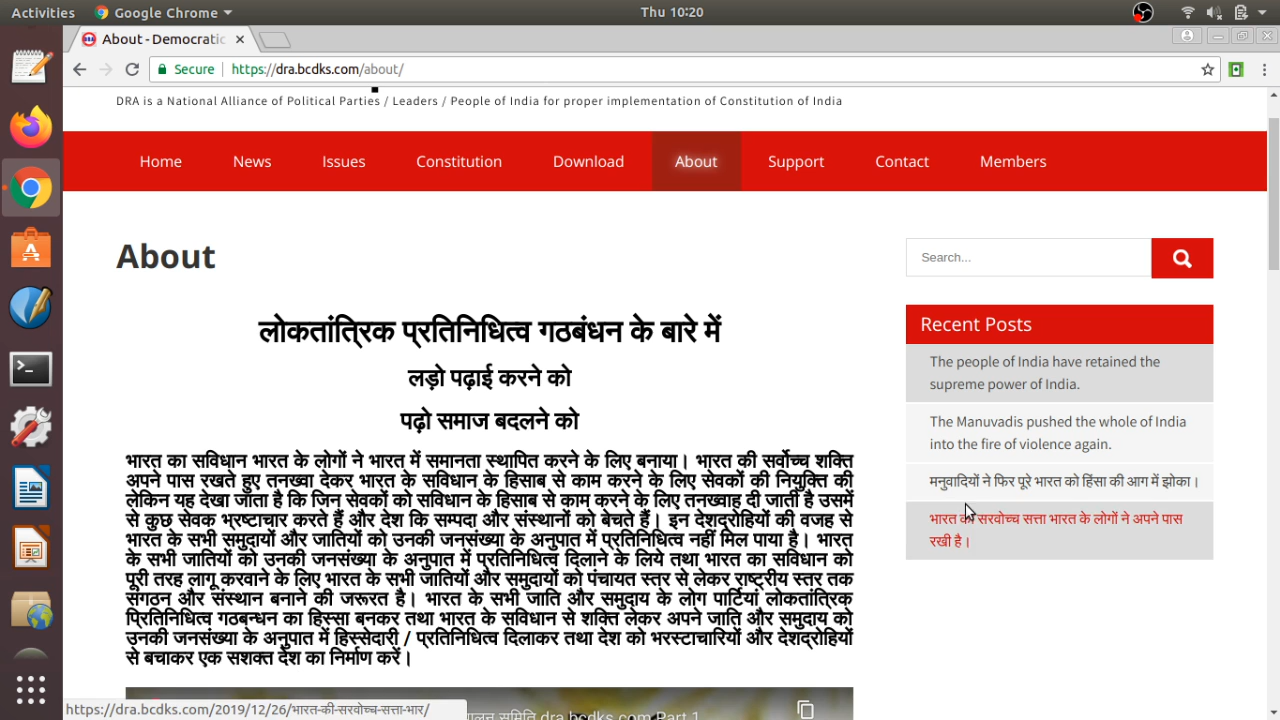 Activities
Google Chrome
Thu 10:20
About - Democratic
Secure
https://dra.bcdks.com/about/
DRA is a National Alliance of Political Parties / Leaders / People of India for proper implementation of Constitution of India
Home News Issues Constitution Download About Support Contact Members
About
लोकतांत्रिक प्रतिनिधित्व गठबंधन के बारे में
लड़ो पढ़ाई करने को
पढ़ो समाज बदलने को
भारत का सविधान भारत के लोगों ने भारत में समानता स्थापित करने के लिए बनाया। भारत की सर्वोच्च शक्ति
अपने पास रखते हुए तनख्वा देकर भारत के सविधान के हिसाब से काम करने के लिए सेवकों की नियुक्ति की
लेकिन यह देखा जाता है कि जिन सेवकों को सविधान के हिसाब से काम करने के लिए तनख्वाह दी जाती है उसमें
से कुछ सेवक भ्रष्टाचार करते हैं और देश कि सम्पदा और संस्थानों को बेचते हैं। इन देशद्रोहियों की वजह से
भारत के सभी समुदायों और जातियों को उनकी जनसंख्या के अनुपात में प्रतिनिधित्व नहीं मिल पाया है। भारत
के सभी जातियों को उनकी जनसंख्या के अनुपात में प्रतिनिधित्व दिलाने के लिये तथा भारत का सविधान को
पूरी तरह लागू करवाने के लिए भारत के सभी जातियों और समुदायों को पंचायत स्तर से लेकर राष्ट्रीय स्तर तक
संगठन और संस्थान बनाने की जरूरत है। भारत के सभी जाति और समुदाय के लोग पार्टियां लोकतांत्रिक
प्रितिनिधित्व गठबन्धन का हिस्सा बनकर तथा भारत के सविधान से शक्ति लेकर अपने जाति और समुदाय को
उनकी जनसंख्या के अनुपात में हिस्सेदारी / प्रतिनिधित्व दिलाकर तथा देश को भरस्टाचारियों और देशद्रोहियों
से बचाकर एक सशक्त देश का निर्माण करें।
Search...
Recent Posts
The people of India have retained the
supreme power of India.
The Manuvadis pushed the whole of India
into the fire of violence again.
मनुवादियों ने फिर पूरे भारत को हिंसा की आग में झोका।
भारत की सरवोच्च सत्ता भारत के लोगों ने अपने पास
रखी है।
https://dra.bcdks.com/2019/12/26/भारत-की-सरवोच्च-सत्ता-भार/
समिति dra.bcdks.com Part 1